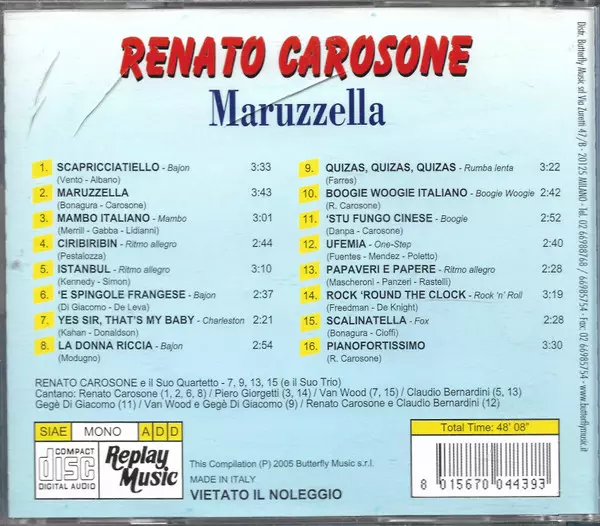 RENATO CAROSONE
Maruzzella
1. SCAPRICCIATIELLO - Bajon 3:33
(Vento - Albano)
2. MARUZZELLA 3:43
(Bonagura - Carosone)
3. MAMBO ITALIANO - Mambo 3:01
(Merrill - Gabba - Lidianni)
4. CIRIBIRIBIN - Ritmo allegro 2:44
(Pestalozza)
5. ISTANBUL - Ritmo allegro 3:10
(Kennedy - Simon)
6. 'E SPINGOLE FRANGESE - Bajon 2:37
(Di Giacomo - De Leva)
7. YES SIR, THAT'S MY BABY - Charleston 2:21
(Kahan - Donaldson)
8. LA DONNA RICCIA - Bajon 2:54
(Modugno)
9. QUIZAS, QUIZAS, QUIZAS - Rumba lenta 3:22
(Farres)
10. BOOGIE WOOGIE ITALIANO - Boogie Woogie 2:42
(R. Carosone)
11. 'STU FUNGO CINESE - Boogie 2:52
(Danpa - Carosone)
12. UFEMIA - One-Step 2:40
(Fuentes - Mendez - Poletto)
13. PAPAVERI E PAPERE - Ritmo allegro 2:28
(Mascheroni - Panzeri - Rastelli)
14. ROCK 'ROUND THE CLOCK - Rock 'n' Roll 3:19
(Freedman - De Knight)
15. SCALINATELLA - Fox 2:28
(Bonagura - Cioffi)
16. PIANOFORTISSIMO 3:30
(R. Carosone)
RENATO CAROSONE e il Suo Quartetto - 7, 9, 13, 15 (e il Suo Trio)
Cantano: Renato Carosone (1, 2, 6, 8) / Piero Giorgetti (3, 14) / Van Wood (7, 15) / Claudio Bernardini (5, 13)
Gegè Di Giacomo (11) / Van Wood e Gegè Di Giacomo (9) / Renato Carosone e Claudio Bernardini (12)
SIAE MONO A D D
COMPACT
disc
DIGITAL AUDIO
Replay
Music
This Compilation (P) 2005 Butterfly Music s.r.l.
MADE IN ITALY
VIETATO IL NOLEGGIO
Total Time: 48' 08"
8 015670 044393
Distr. Butterfly Music srl Via Zuretti 47/B - 20125 MILANO - Tel. 02 66988768 / 66985754 - Fax: 02 66985754 - www.butterflymusic.it